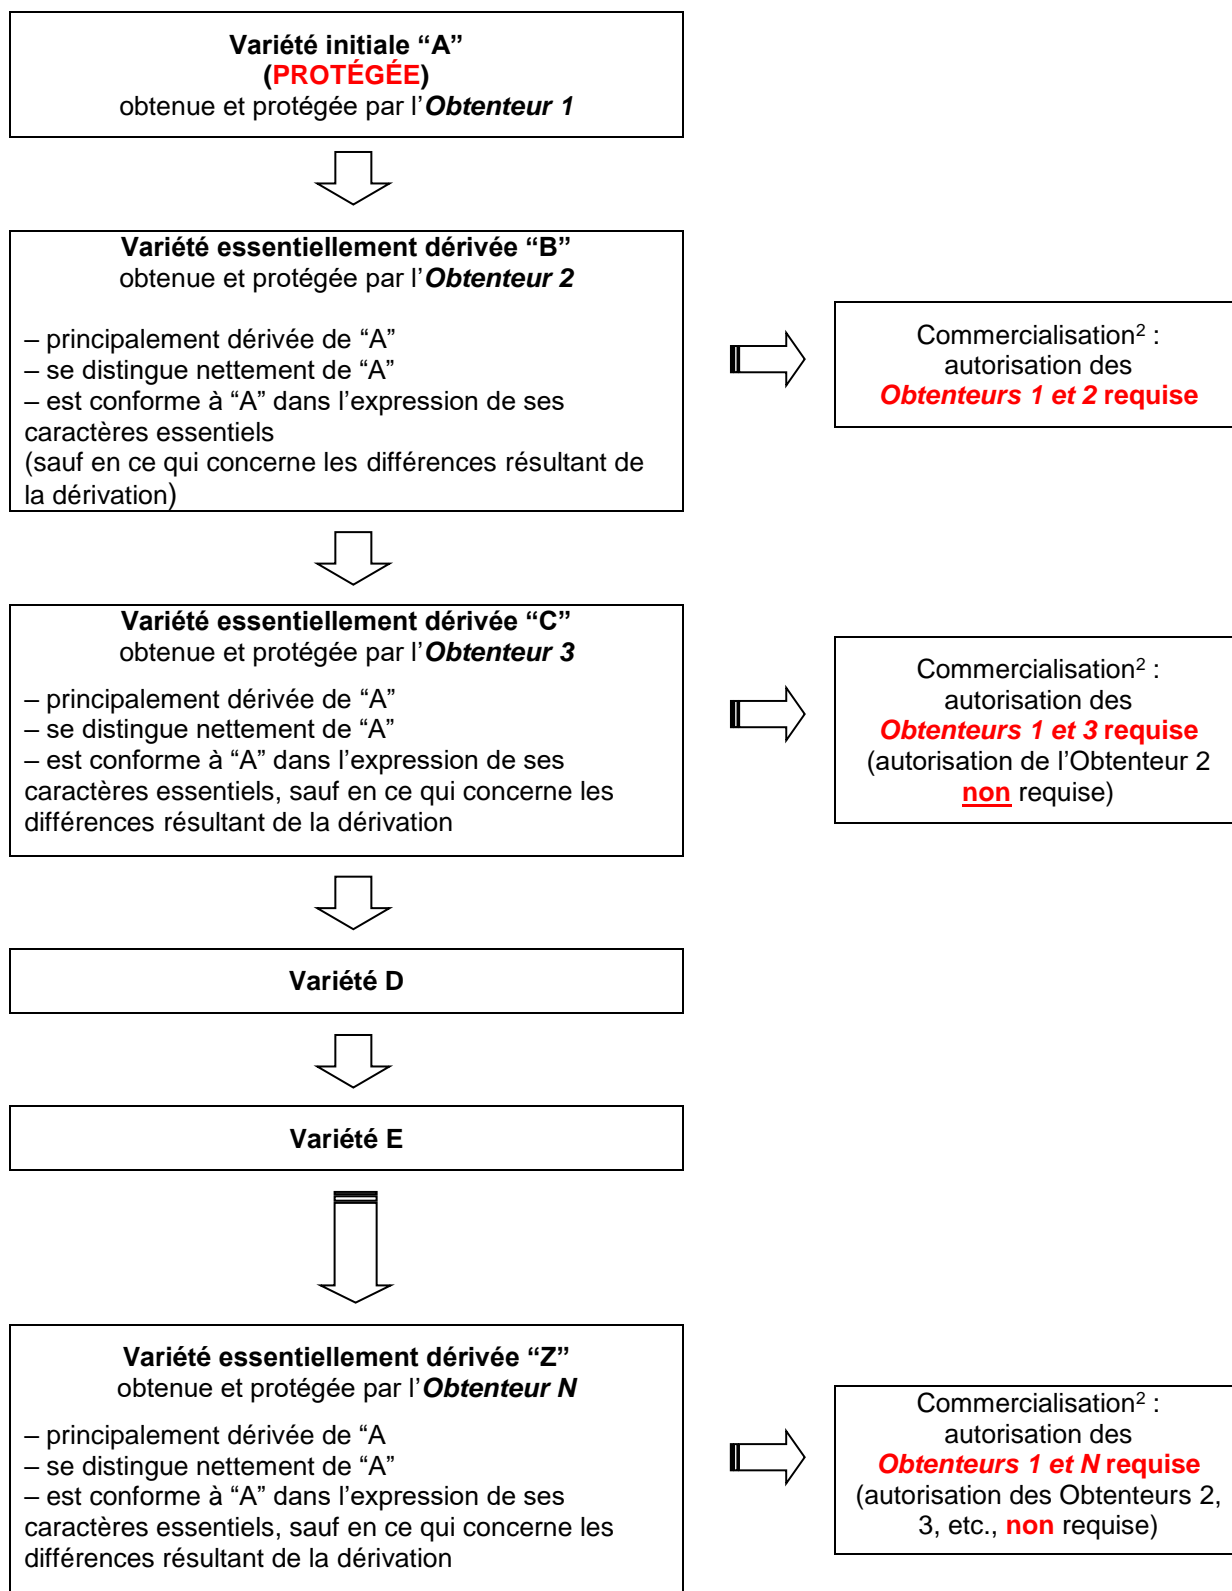 Variété initiale “A”
(PROTÉGÉE)
obtenue et protégée par l’Obtenteur 1
Variété essentiellement dérivée “B”
obtenue et protégée par l’Obtenteur 2
– principalement dérivée de “A”
– se distingue nettement de “A”
– est conforme à “A” dans l’expression de ses
caractères essentiels
(sauf en ce qui concerne les différences résultant de
la dérivation)
Commercialisation² :
autorisation des
Obtenteurs 1 et 2 requise
Variété essentiellement dérivée “C”
obtenue et protégée par l’Obtenteur 3
– principalement dérivée de “A”
– se distingue nettement de “A”
– est conforme à “A” dans l’expression de ses
caractères essentiels, sauf en ce qui concerne les
différences résultant de la dérivation
Commercialisation² :
autorisation des
Obtenteurs 1 et 3 requise
(autorisation de l’Obtenteur 2
non requise)
Variété D
Variété E
Variété essentiellement dérivée “Z”
obtenue et protégée par l’Obtenteur N
– principalement dérivée de “A
– se distingue nettement de “A”
– est conforme à “A” dans l’expression de ses
caractères essentiels, sauf en ce qui concerne les
différences résultant de la dérivation
Commercialisation² :
autorisation des
Obtenteurs 1 et N requise
(autorisation des Obtenteurs 2,
3, etc., non requise)